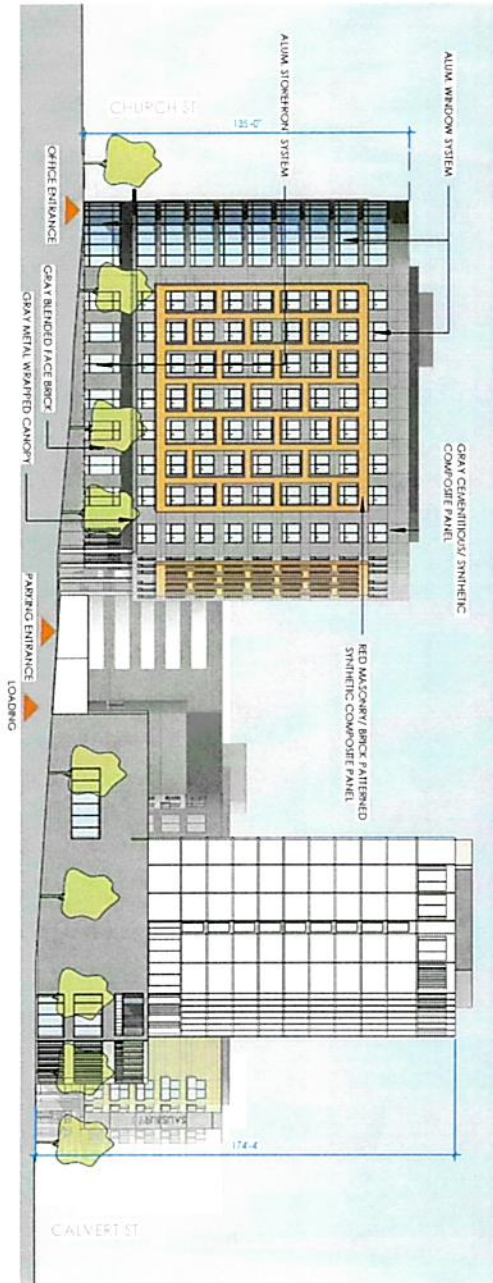 ALUM. WINDOW SYSTEM
ALUM. STOREFRONT SYSTEM
GRAY CEMENTITIOUS/ SYNTHETIC
COMPOSITE PANEL
RED MASONRY/ BRICK PATTERNED
SYNTHETIC COMPOSITE PANEL
CHURCH ST
135'-0"
174'-4"
SALISBURY
CALVERT ST
OFFICE ENTRANCE
GRAY BLENDED FACE BRICK
GRAY METAL WRAPPED CANOPY
PARKING ENTRANCE
LOADING